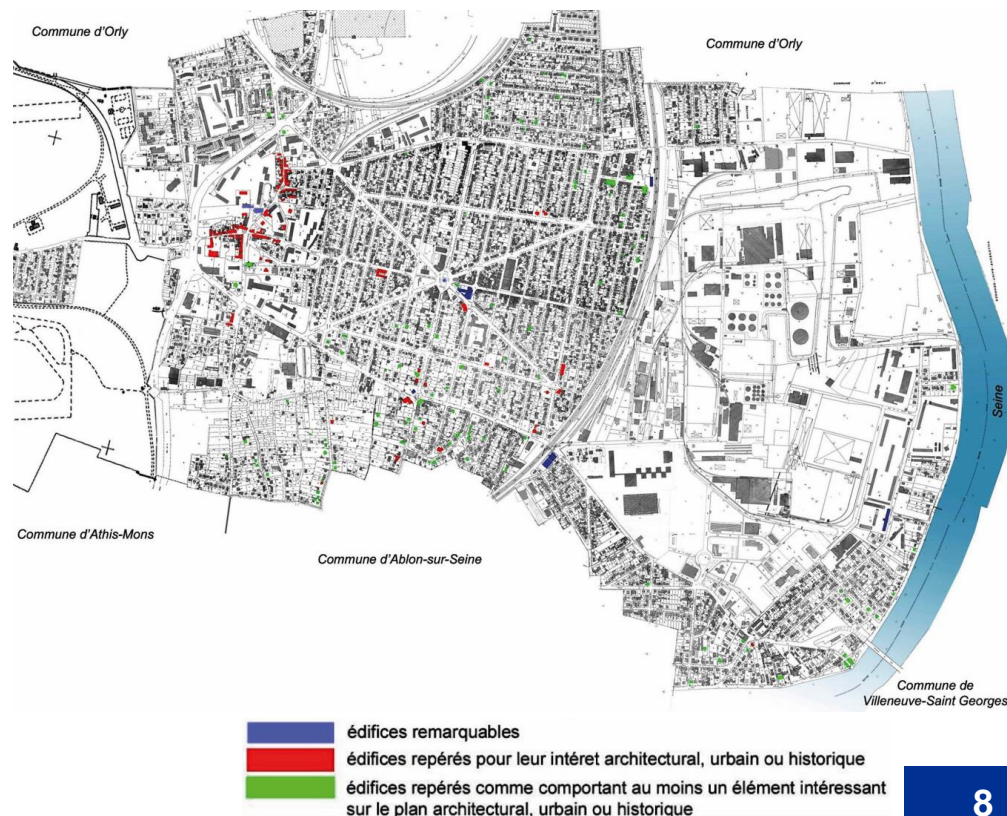 Commune d'Orly
Commune d'Orly
COMMUNE D'ORLY
Seine
Commune d'Athis-Mons
Commune d'Ablon-sur-Seine
Commune de
Villeneuve-Saint Georges
édifices remarquables
édifices repérés pour leur intéret architectural, urbain ou historique
édifices repérés comme comportant au moins un élément intéressant
sur le plan architectural, urbain ou historique
8